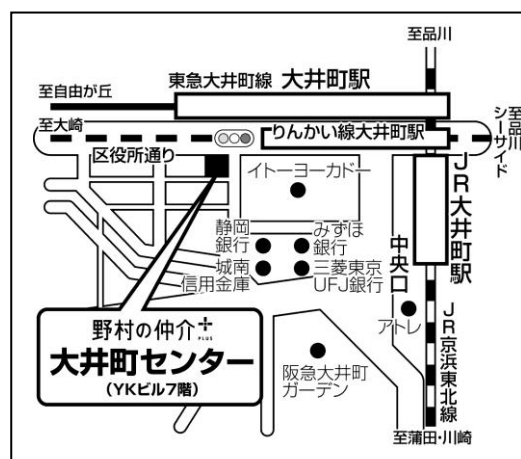 至品川
東急大井町線 大井町駅
至自由が丘
至大崎
りんかい線大井町駅
至品川
シーサイド
区役所通り
イトーヨーカドー
JR大井町駅
静岡
銀行
みずほ
銀行
中央口
城南
信用金庫
三菱東京
UFJ銀行
アトレ
JR京浜東北線
野村の仲介+
PLUS
大井町センター
(YKビル7階)
阪急大井町
ガーデン
至蒲田・川崎